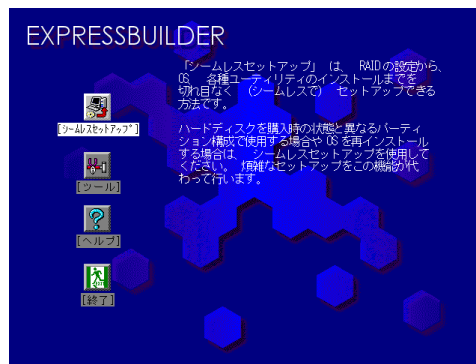 EXPRESSBUILDER
「シームレスセットアップ」 は、 RAIDの設定から、
OS、 各種ユーティリティのインストールまでを
切れ目なく （シームレスで） セットアップできる
方法です。
ハードディスクを購入時の状態と異なるパーティ
ション構成で使用する場合や OSを再インストール
する場合は、 シームレスセットアップを使用して
ください。 煩雑なセットアップをこの機能が代
わって行います。
[シームレスセットアップ]
[ツール]
[ヘルプ]
[終了]